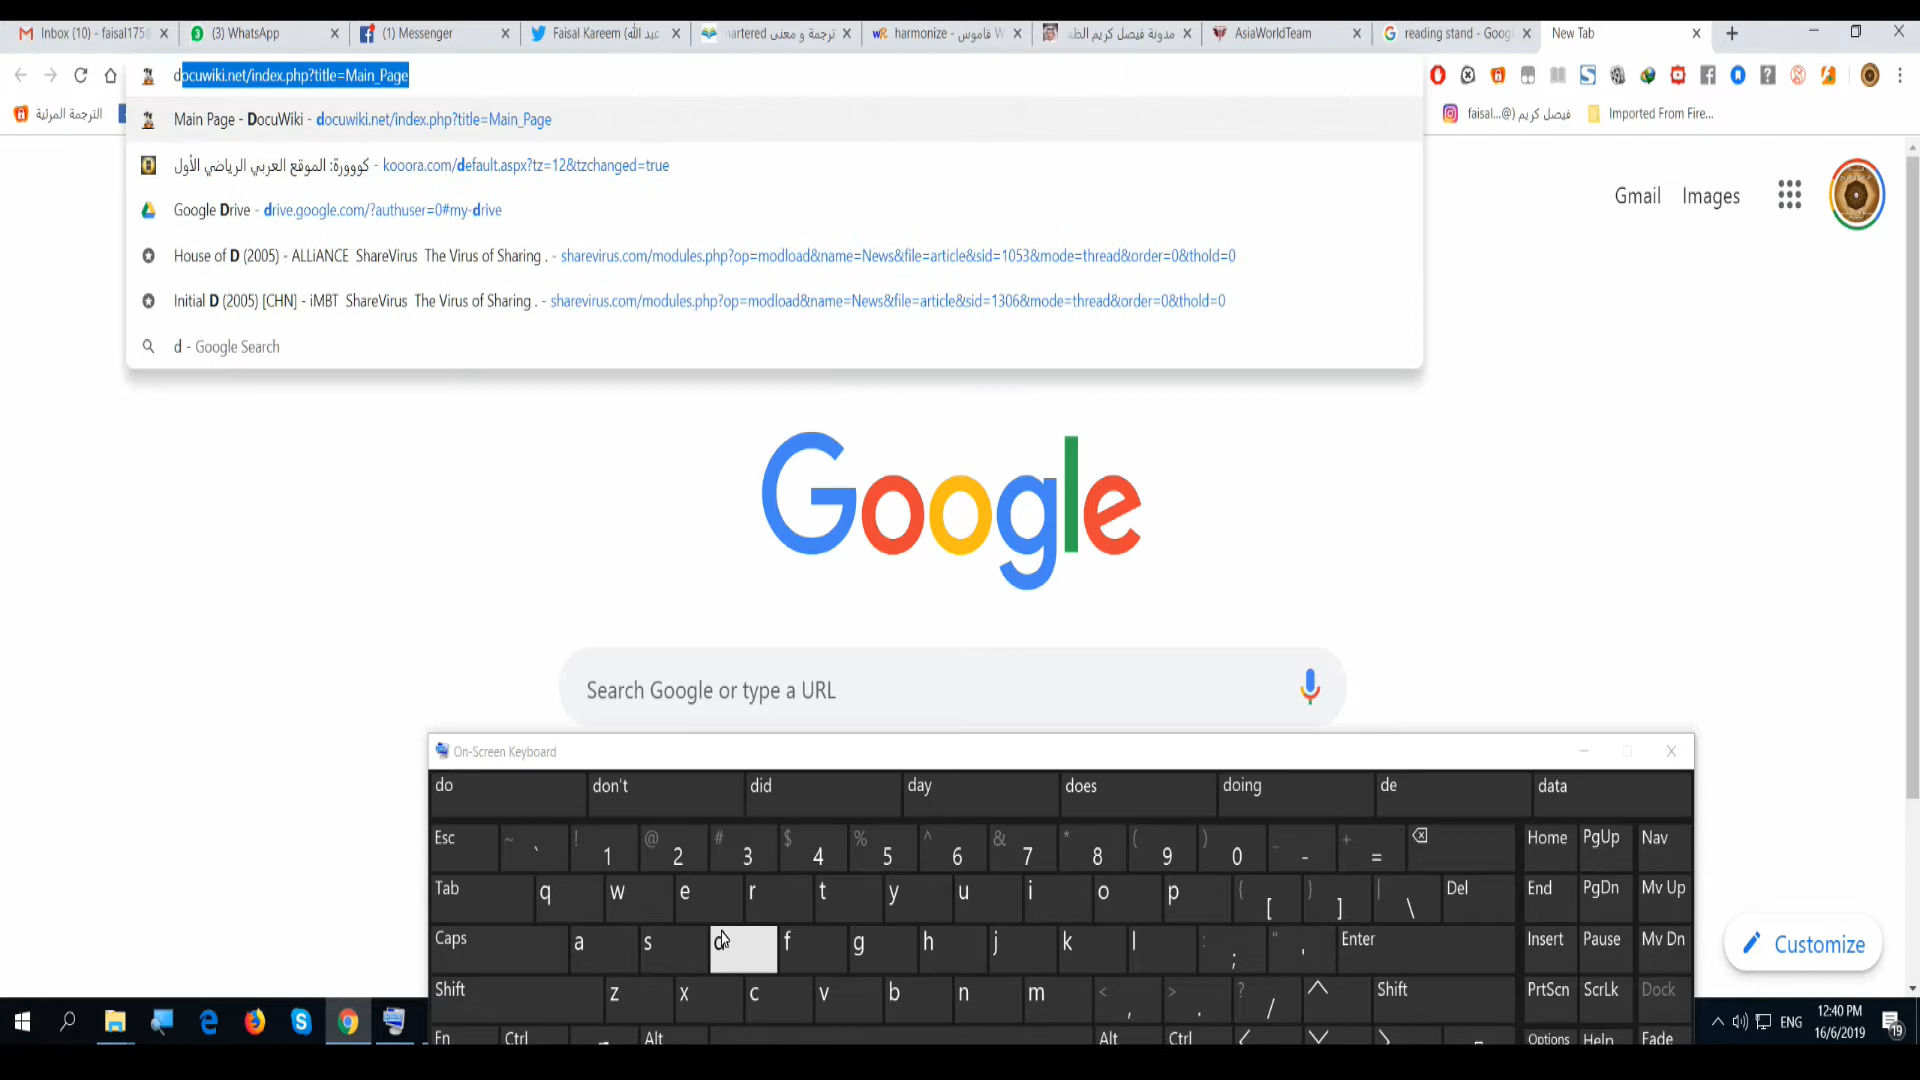 Inbox (10) - faisal175
(3) WhatsApp
(1) Messenger
Faisal Kareem (عبد الله
ترجمة و معنى hartered
harmonize - قاموس W
مدونة فيصل كريم الظ
AsiaWorldTeam
reading stand - Goog
New Tab
docuwiki.net/index.php?title=Main_Page
الترجمة المرئية
فيصل كريم (@faisal...
Imported From Fire...
Main Page - DocuWiki - docuwiki.net/index.php?title=Main_Page
كووورة: الموقع العربي الرياضي الأول - kooora.com/default.aspx?tz=12&tzchanged=true
Google Drive - drive.google.com/?authuser=0#my-drive
House of D (2005) - ALLiANCE ShareVirus The Virus of Sharing . - sharevirus.com/modules.php?op=modload&name=News&file=article&sid=1053&mode=thread&order=0&thold=0
Initial D (2005) [CHN] - iMBT ShareVirus The Virus of Sharing . - sharevirus.com/modules.php?op=modload&name=News&file=article&sid=1306&mode=thread&order=0&thold=0
d - Google Search
Gmail Images
Google
Search Google or type a URL
On-Screen Keyboard
do don't did day does doing de data
Esc ~ ` ! 1 @ 2 # 3 $ 4 % 5 ^ 6 & 7 * 8 ( 9 ) 0 _ - + = Home PgUp Nav
Tab q w e r t y u i o p { [ } ] | \ Del End PgDn Mv Up
Caps a s d f g h j k l : ; " ' Enter Insert Pause Mv Dn
Shift z x c v b n m < , > . ? / Shift PrtScn ScrLk Dock
Fn Ctrl Alt Alt Ctrl Options Help Fade
Customize
ENG
12:40 PM
16/6/2019
19